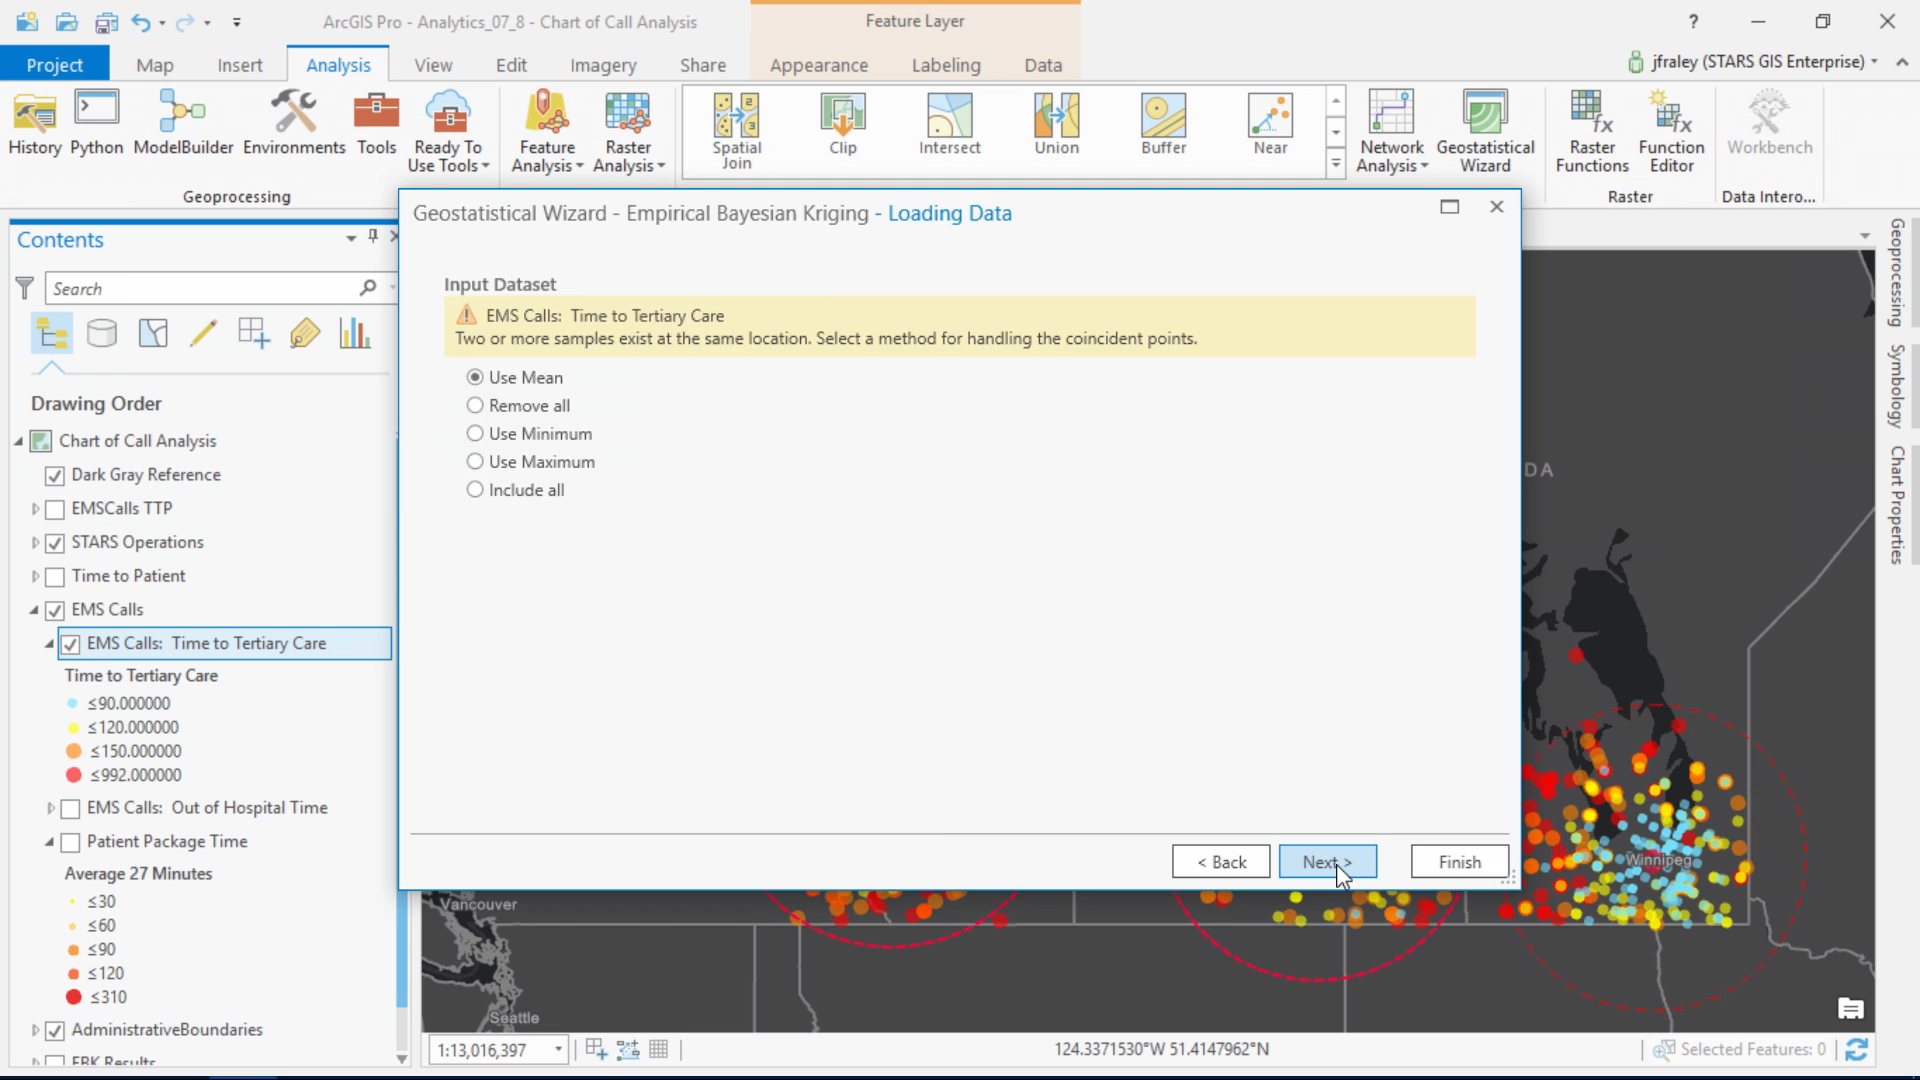 ArcGIS Pro - Analytics_07_8 - Chart of Call Analysis
Feature Layer
?
Project
Map
Insert
Analysis
View
Edit
Imagery
Share
Appearance
Labeling
Data
jfraley (STARS GIS Enterprise)
History
Python
ModelBuilder
Environments
Tools
Ready To
Use Tools
Feature
Analysis
Raster
Analysis
Spatial
Join
Clip
Intersect
Union
Buffer
Near
Network
Analysis
Geostatistical
Wizard
Raster
Functions
Function
Editor
Workbench
Geoprocessing
Raster
Data Intero...
Contents
Search
Drawing Order
Chart of Call Analysis
Dark Gray Reference
EMSCalls TTP
STARS Operations
Time to Patient
EMS Calls
EMS Calls: Time to Tertiary Care
Time to Tertiary Care
≤90.000000
≤120.000000
≤150.000000
≤992.000000
EMS Calls: Out of Hospital Time
Patient Package Time
Average 27 Minutes
≤30
≤60
≤90
≤120
≤310
AdministrativeBoundaries
EBK Results
Geostatistical Wizard - Empirical Bayesian Kriging - Loading Data
Input Dataset
EMS Calls: Time to Tertiary Care
Two or more samples exist at the same location. Select a method for handling the coincident points.
Use Mean
Remove all
Use Minimum
Use Maximum
Include all
< Back
Next >
Finish
DA
Winnipeg
Vancouver
Seattle
Geoprocessing
Symbology
Chart Properties
1:13,016,397
124.3371530°W 51.4147962°N
Selected Features: 0